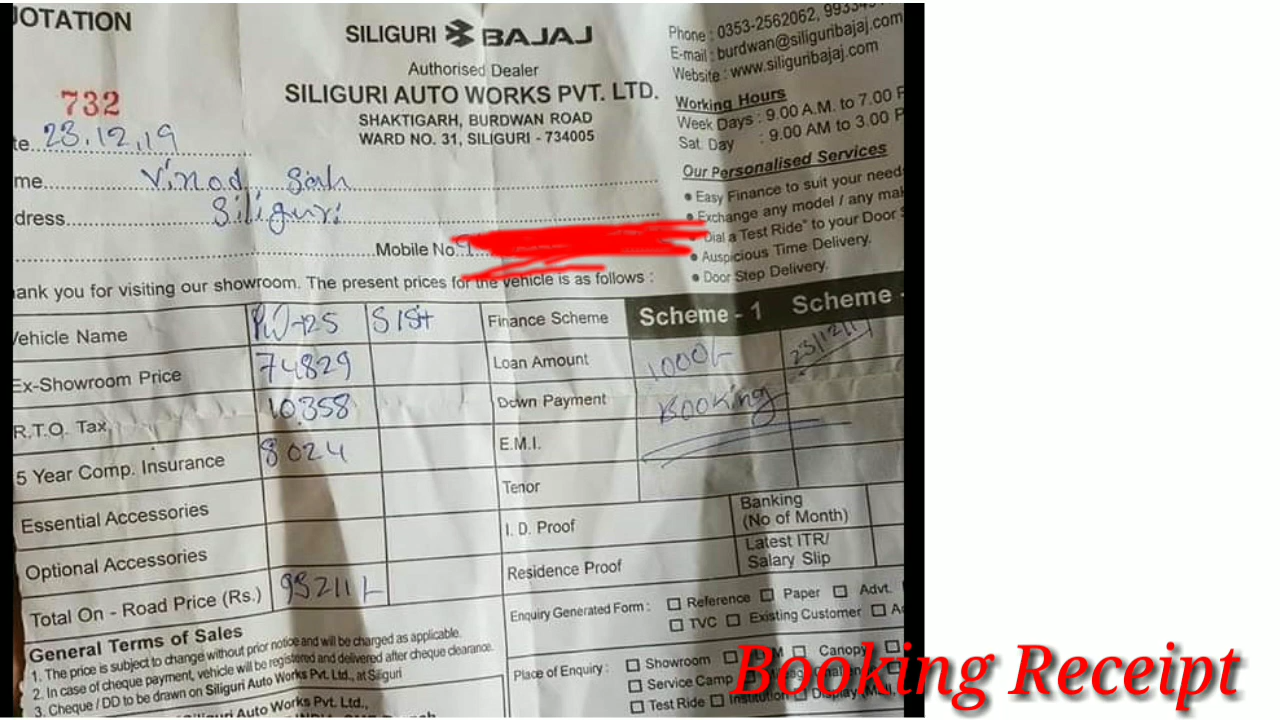 OTATION
SILIGURI BAJAJ
Authorised Dealer
SILIGURI AUTO WORKS PVT. LTD.
SHAKTIGARH, BURDWAN ROAD
WARD NO. 31, SILIGURI - 734005
Phone : 0353-2562062,
E-mail : burdwan@siliguribajaj.com
Website : www.siliguribajaj.com
Working Hours
Week Days : 9.00 A.M. to 7.00 P
Sat. Day : 9.00 AM to 3.00 P
Our Personalised Services
• Easy Finance to suit your need
• Exchange any model / any ma
Dial a Test Ride" to your Door S
• Auspicious Time Delivery.
• Door Step Delivery.
732
te...23.12.19
me.......... Vinod Sah
dress.......... Siliguri
Mobile No.
ank you for visiting our showroom. The present prices for the vehicle is as follows :
Vehicle Name
Ex-Showroom Price 74829
R.T.O. Tax, 10,358
5 Year Comp. Insurance 8024
Essential Accessories
Optional Accessories
Total On - Road Price (Rs.) 93211/-
Finance Scheme Scheme - 1 Scheme -
Loan Amount 1000/- 23/12/1
Down Payment Booking
E.M.I.
Tenor
I. D. Proof Banking
(No of Month)
Residence Proof Latest ITR/
Salary Slip
Enquiry Generated Form : Reference Paper Advt.
TVC Existing Customer
Place of Enquiry : Showroom Canopy
Service Camp
Test Ride Institution Display
General Terms of Sales
1. The price is subject to change without prior notice and will be charged as applicable.
2. In case of cheque payment, vehicle will be registered and delivered after cheque clearance.
3. Cheque / DD to be drawn on Siliguri Auto Works Pvt. Ltd., at Siliguri
iguri Auto Works Pvt. Ltd.,
Booking Receipt